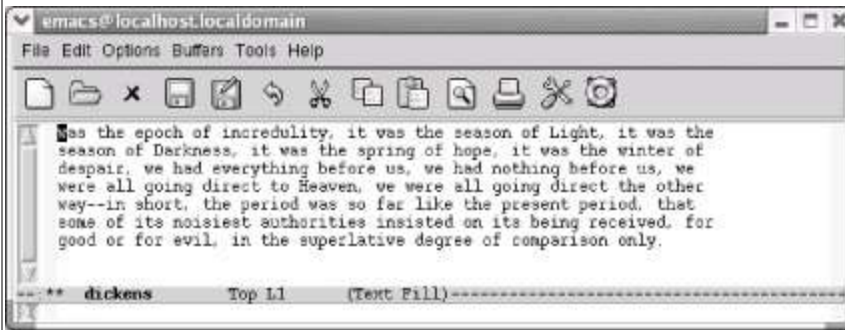 emacs@localhost.localdomain
File Edit Options Buffers Tools Help
was the epoch of incredulity, it was the season of Light, it was the
season of Darkness, it was the spring of hope, it was the winter of
despair, we had everything before us, we had nothing before us, we
were all going direct to Heaven, we were all going direct the other
way--in short, the period was so far like the present period, that
some of its noisiest authorities insisted on its being received, for
good or for evil, in the superlative degree of comparison only.
--:** dickens Top L1 (Text Fill)--------------------------------------------